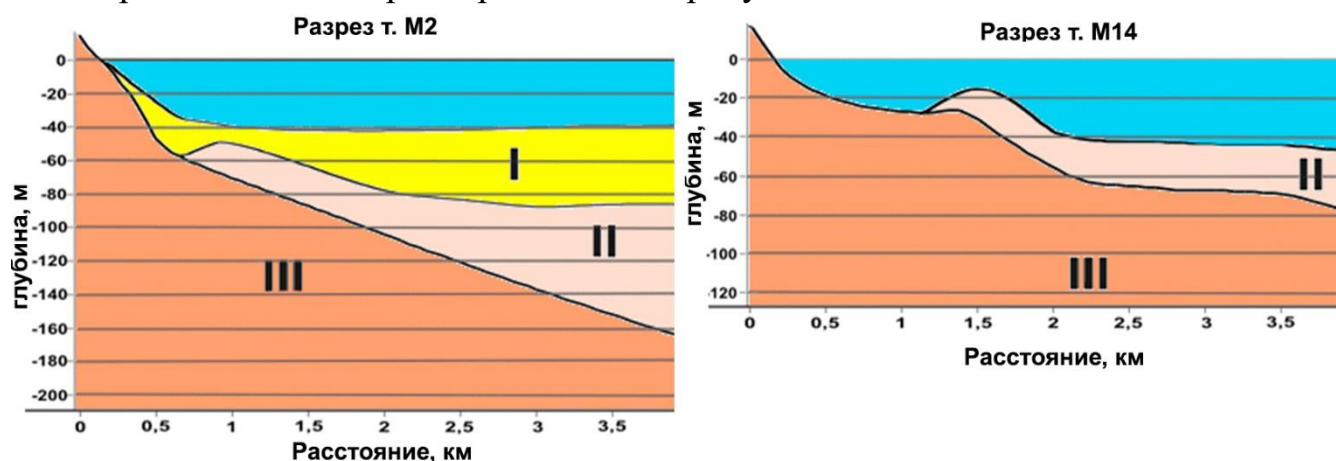 Разрез т. М2
0
-20
-40
-60
-80
-100
-120
-140
-160
-180
-200
глубина, м
I
II
III
0 0,5 1 1,5 2 2,5 3 3,5
Расстояние, км
Разрез т. М14
0
-20
-40
-60
-80
-100
-120
глубина, м
II
III
0 0,5 1 1,5 2 2,5 3 3,5
Расстояние, км